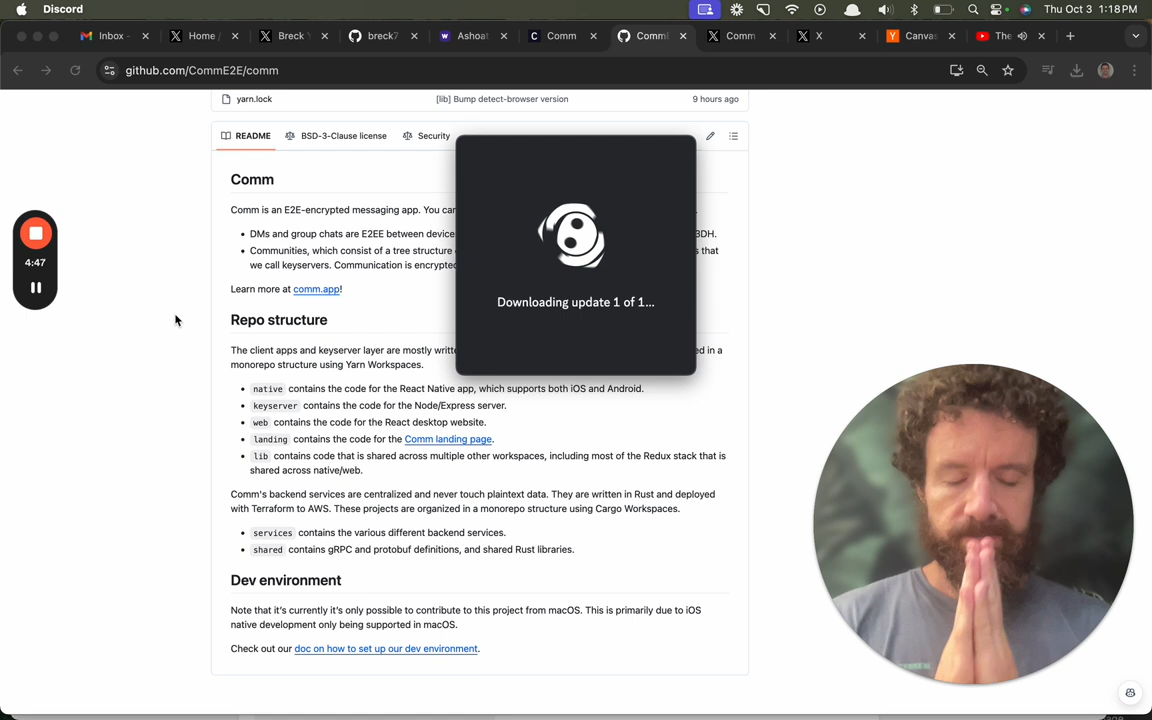 Discord
Thu Oct 3 1:18PM
Inbox -
Home /
Breck
breck7
Ashoat
Comm
Comm
X
Canvas
The
github.com/CommE2E/comm
yarn.lock
[lib] Bump detect-browser version
9 hours ago
README
BSD-3-Clause license
Security
Comm
Comm is an E2E-encrypted messaging app. You can
DMs and group chats are E2EE between device
3DH.
Communities, which consist of a tree structure
s that
we call keyservers. Communication is encrypted
Learn more at comm.app!
Downloading update 1 of 1...
4:47
Repo structure
The client apps and keyserver layer are mostly writte
ed in a
monorepo structure using Yarn Workspaces.
native contains the code for the React Native app, which supports both iOS and Android.
keyserver contains the code for the Node/Express server.
web contains the code for the React desktop website.
landing contains the code for the Comm landing page.
lib contains code that is shared across multiple other workspaces, including most of the Redux stack that is
shared across native/web.
Comm's backend services are centralized and never touch plaintext data. They are written in Rust and deployed
with Terraform to AWS. These projects are organized in a monorepo structure using Cargo Workspaces.
services contains the various different backend services.
shared contains gRPC and protobuf definitions, and shared Rust libraries.
Dev environment
Note that it's currently it's only possible to contribute to this project from macOS. This is primarily due to iOS
native development only being supported in macOS.
Check out our doc on how to set up our dev environment.